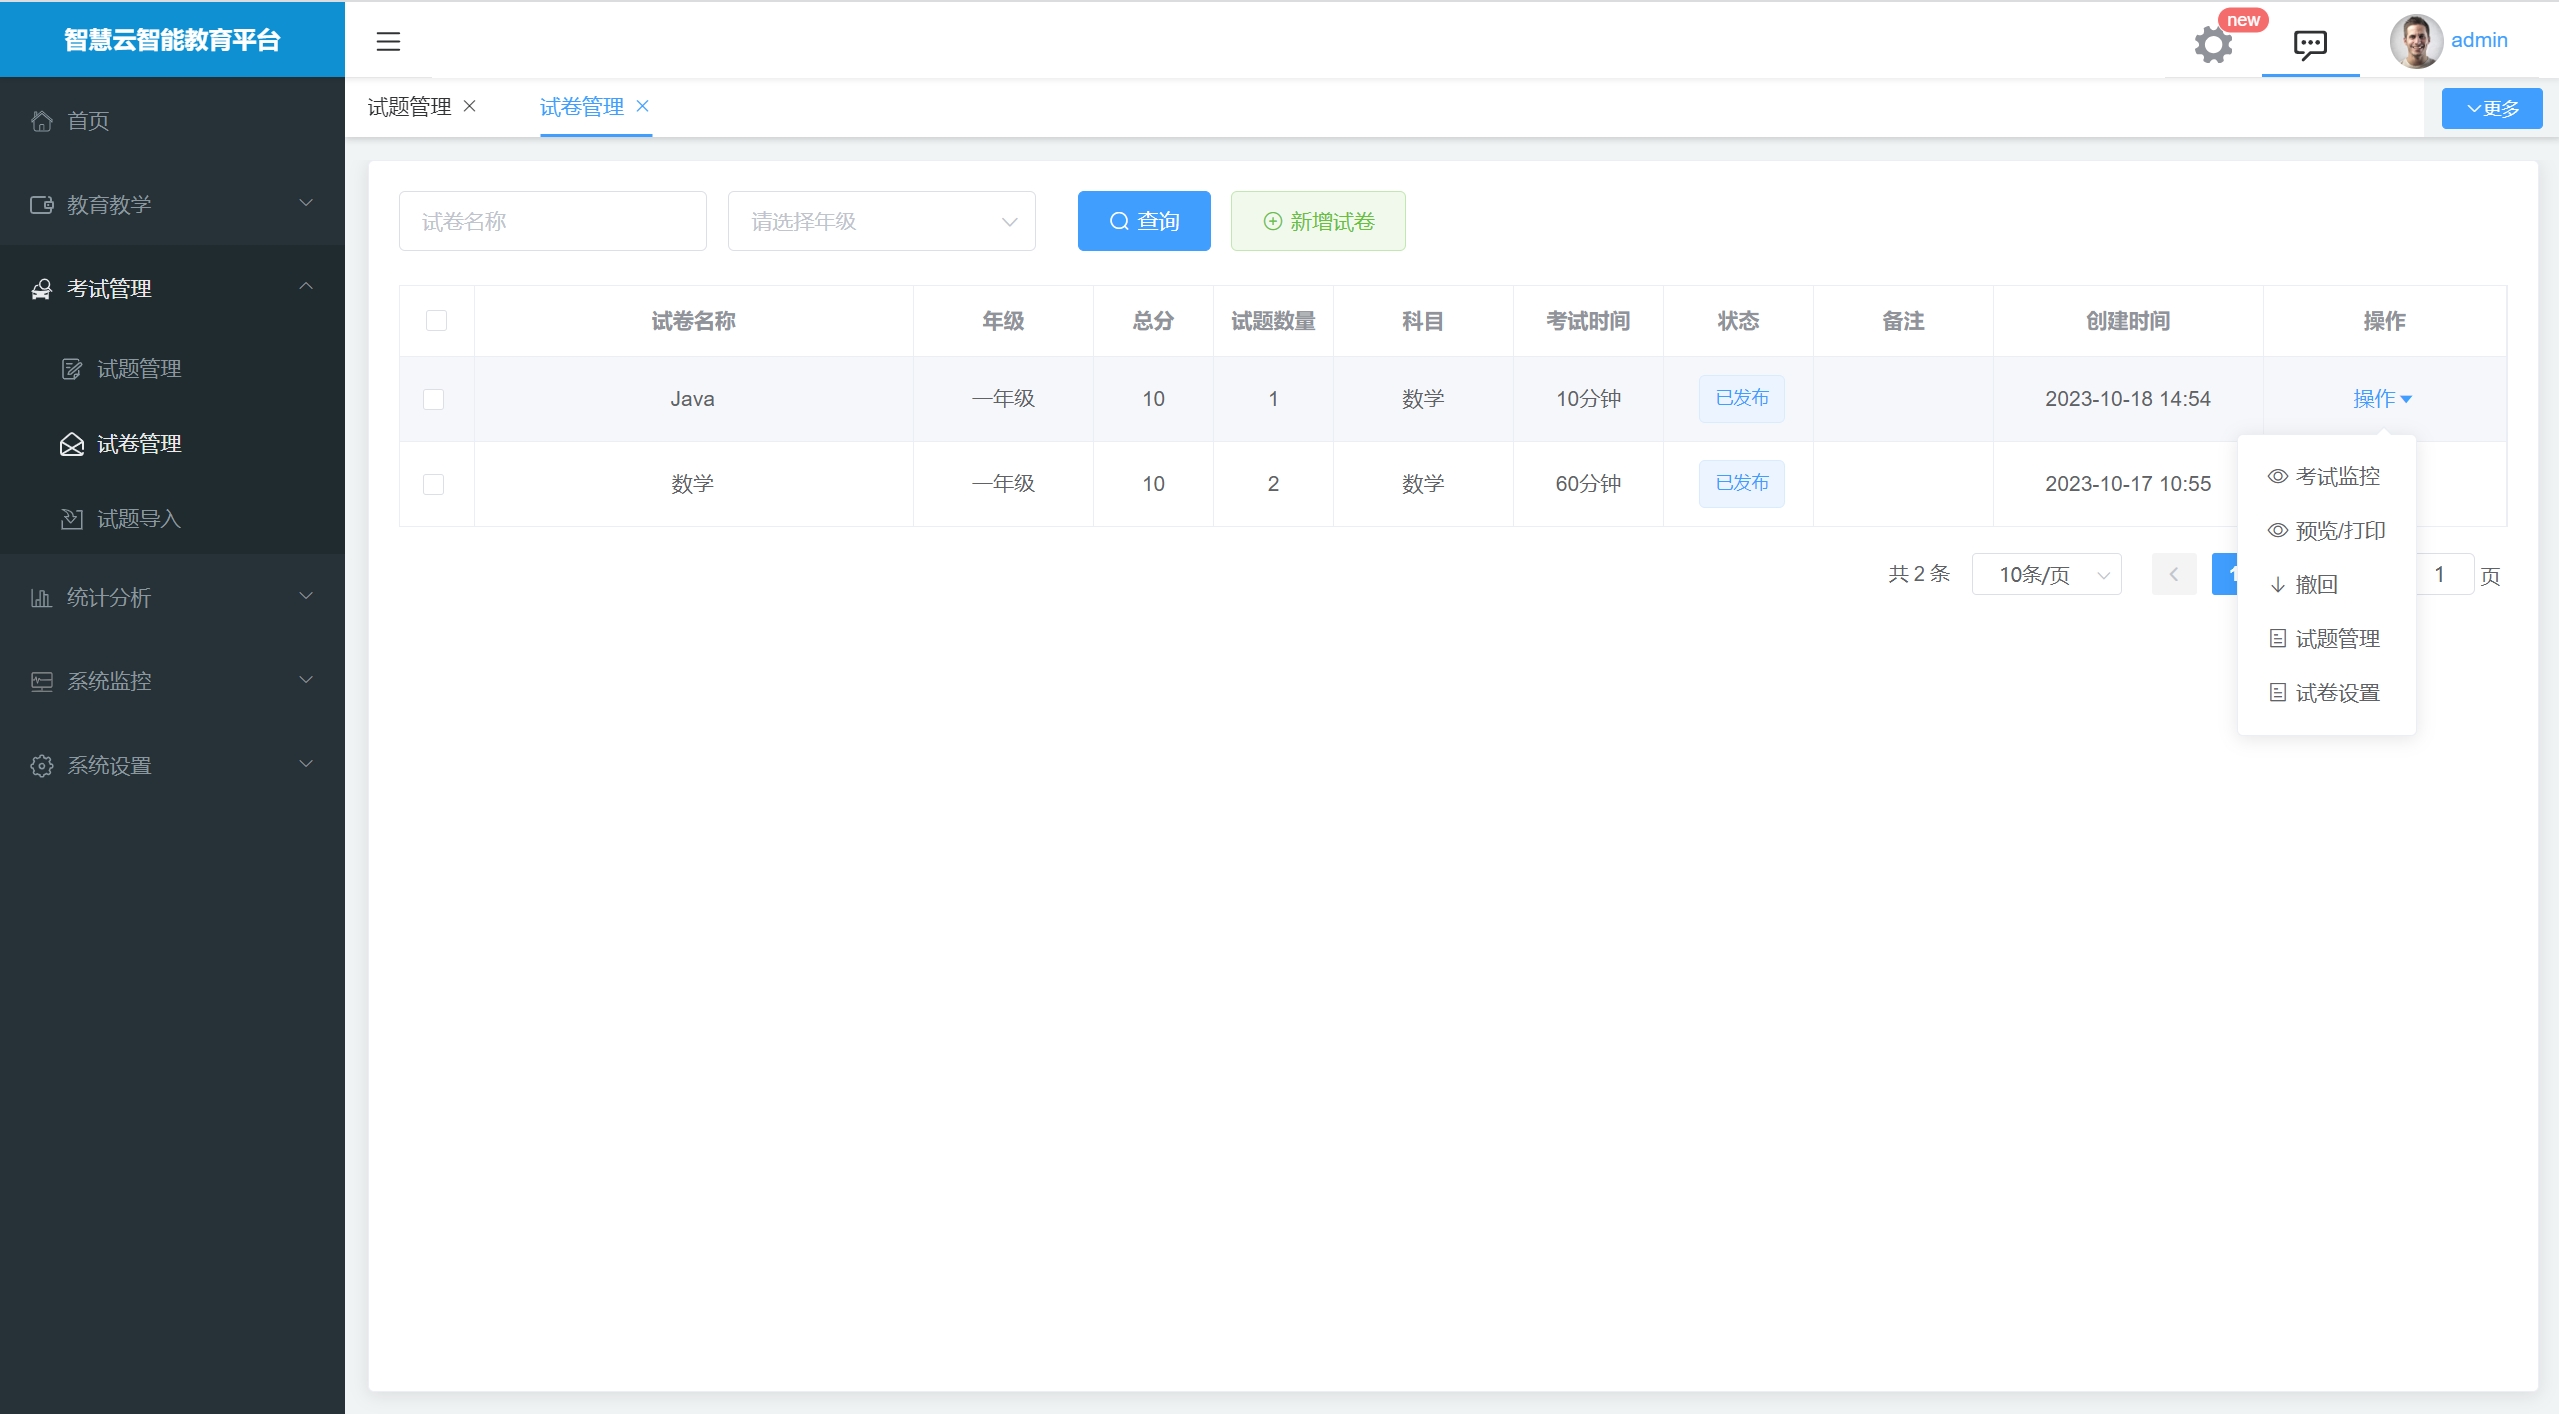 智慧云智能教育平台
new
admin
首页
教育教学
考试管理
试题管理
试卷管理
试题导入
统计分析
系统监控
系统设置
试题管理
试卷管理
更多
试卷名称 请选择年级 查询 新增试卷
试卷名称 年级 总分 试题数量 科目 考试时间 状态 备注 创建时间 操作
Java 一年级 10 1 数学 10分钟 已发布 2023-10-18 14:54 操作
数学 一年级 10 2 数学 60分钟 已发布 2023-10-17 10:55
共 2 条 10条/页 1 1 页
考试监控
预览/打印
撤回
试题管理
试卷设置